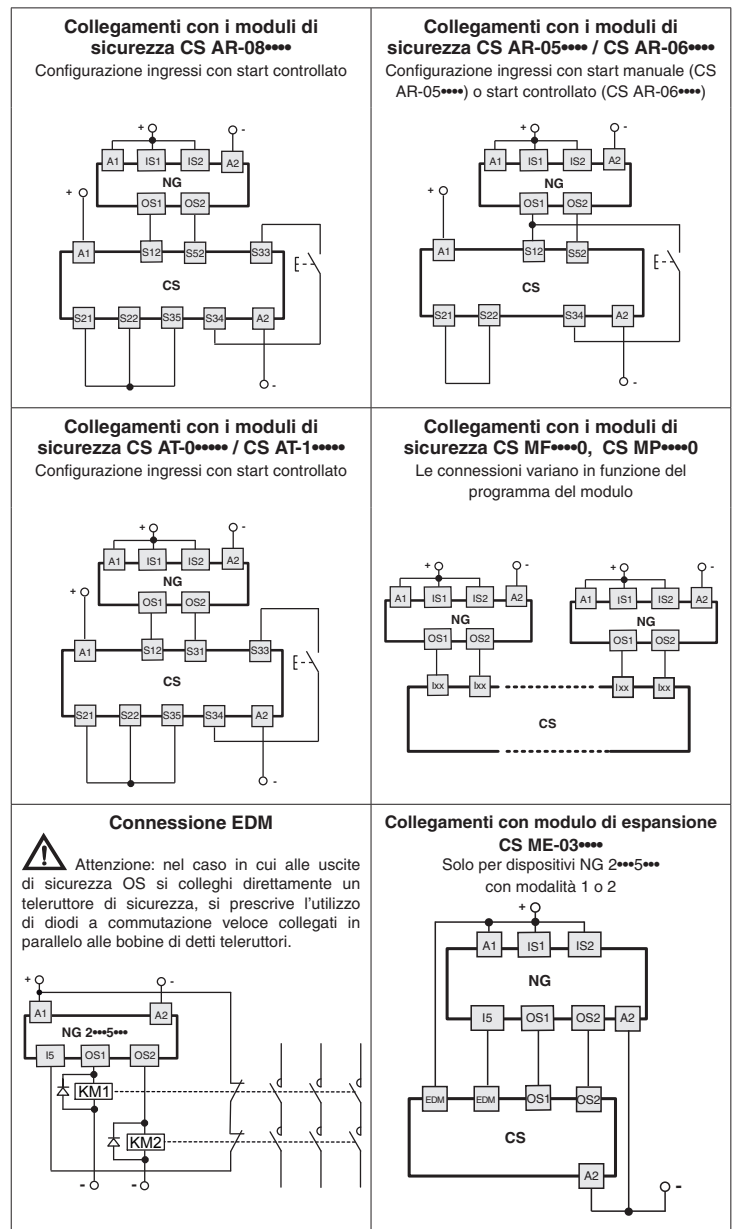 Collegamenti con i moduli di
sicurezza CS AR-08••••
Configurazione ingressi con start controllato
+ -
A1 IS1 IS2 A2
NG
OS1 OS2
+
A1 S12 S52 S33
CS
S21 S22 S35 S34 A2
-
Collegamenti con i moduli di
sicurezza CS AR-05•••• / CS AR-06••••
Configurazione ingressi con start manuale (CS
AR-05••••) o start controllato (CS AR-06••••)
+ -
A1 IS1 IS2 A2
NG
OS1 OS2
+
A1 S12 S52
CS
S21 S22 S34 A2
-
Collegamenti con i moduli di
sicurezza CS AT-0••••• / CS AT-1•••••
Configurazione ingressi con start controllato
+ -
A1 IS1 IS2 A2
NG
OS1 OS2
+
A1 S12 S31 S33
CS
S21 S22 S35 S34 A2
-
Collegamenti con i moduli di
sicurezza CS MF••••0, CS MP••••0
Le connessioni variano in funzione del
programma del modulo
+ - + -
A1 IS1 IS2 A2 A1 IS1 IS2 A2
NG NG
OS1 OS2 OS1 OS2
Ixx Ixx Ixx Ixx
CS
Connessione EDM
Attenzione: nel caso in cui alle uscite
di sicurezza OS si colleghi direttamente un
teleruttore di sicurezza, si prescrive l'utilizzo
di diodi a commutazione veloce collegati in
parallelo alle bobine di detti teleruttori.
+ -
A1 A2
NG 2•••5•••
I5 OS1 OS2
KM1
KM2
- -
Collegamenti con modulo di espansione
CS ME-03••••
Solo per dispositivi NG 2•••5•••
con modalità 1 o 2
+
A1 IS1 IS2
NG
I5 OS1 OS2 A2
EDM EDM OS1 OS2
CS
A2
-